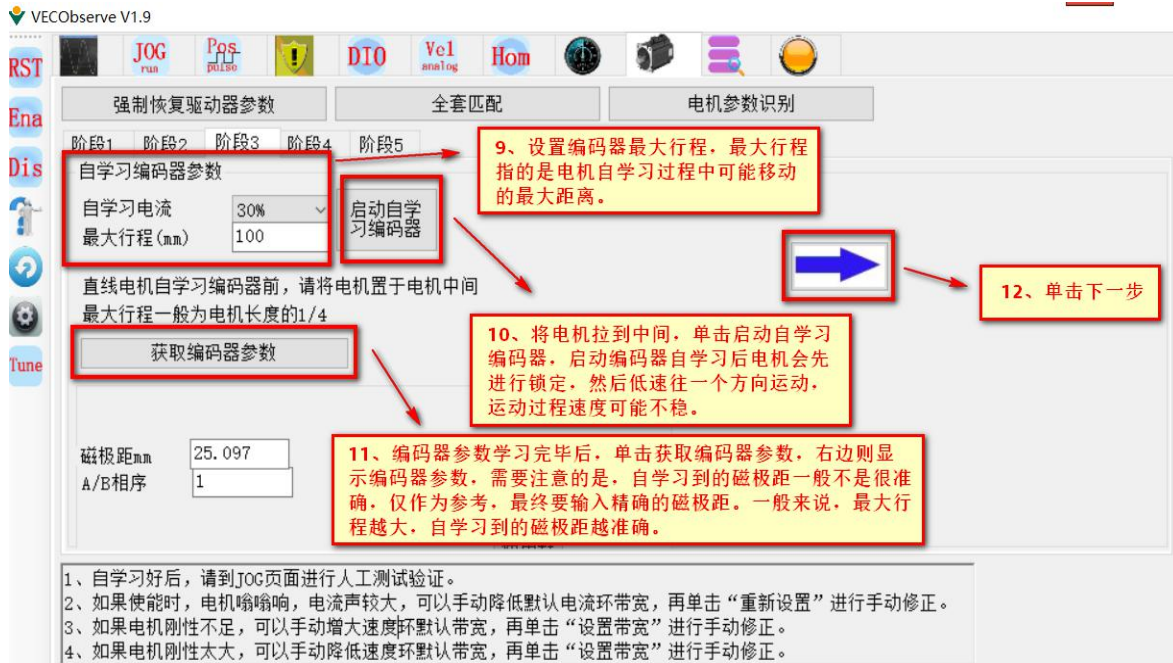 VECObserve V1.9
RST
JOG
run
Pos
pulse
DIO
Vel
analog
Hom
Ena
强制恢复驱动器参数
全套匹配
电机参数识别
阶段1
阶段2
阶段3
阶段4
阶段5
Dis
自学习编码器参数
自学习电流
30%
启动自学
习编码器
最大行程(mm)
100
9、设置编码器最大行程，最大行程
指的是电机自学习过程中可能移动
的最大距离。
直线电机自学习编码器前，请将电机置于电机中间
最大行程一般为电机长度的1/4
12、单击下一步
Tune
获取编码器参数
10、将电机拉到中间，单击启动自学习
编码器，启动编码器自学习后电机会先
进行锁定，然后低速往一个方向运动，
运动过程速度可能不稳。
磁极距mm
25.097
A/B相序
1
11、编码器参数学习完毕后，单击获取编码器参数，右边则显
示编码器参数，需要注意的是，自学习到的磁极距一般不是很准
确，仅作为参考，最终要输入精确的磁极距。一般来说，最大行
程越大，自学习到的磁极距越准确。
1、自学习好后，请到JOG页面进行人工测试验证。
2、如果使能时，电机嗡嗡响，电流声较大，可以手动降低默认电流环带宽，再单击“重新设置”进行手动修正。
3、如果电机刚性不足，可以手动增大速度环默认带宽，再单击“设置带宽”进行手动修正。
4、如果电机刚性太大，可以手动降低速度环默认带宽，再单击“设置带宽”进行手动修正。